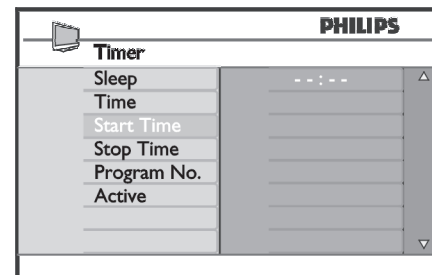 PHILIPS
Timer
Sleep --:--
Time
Start Time
Stop Time
Program No.
Active